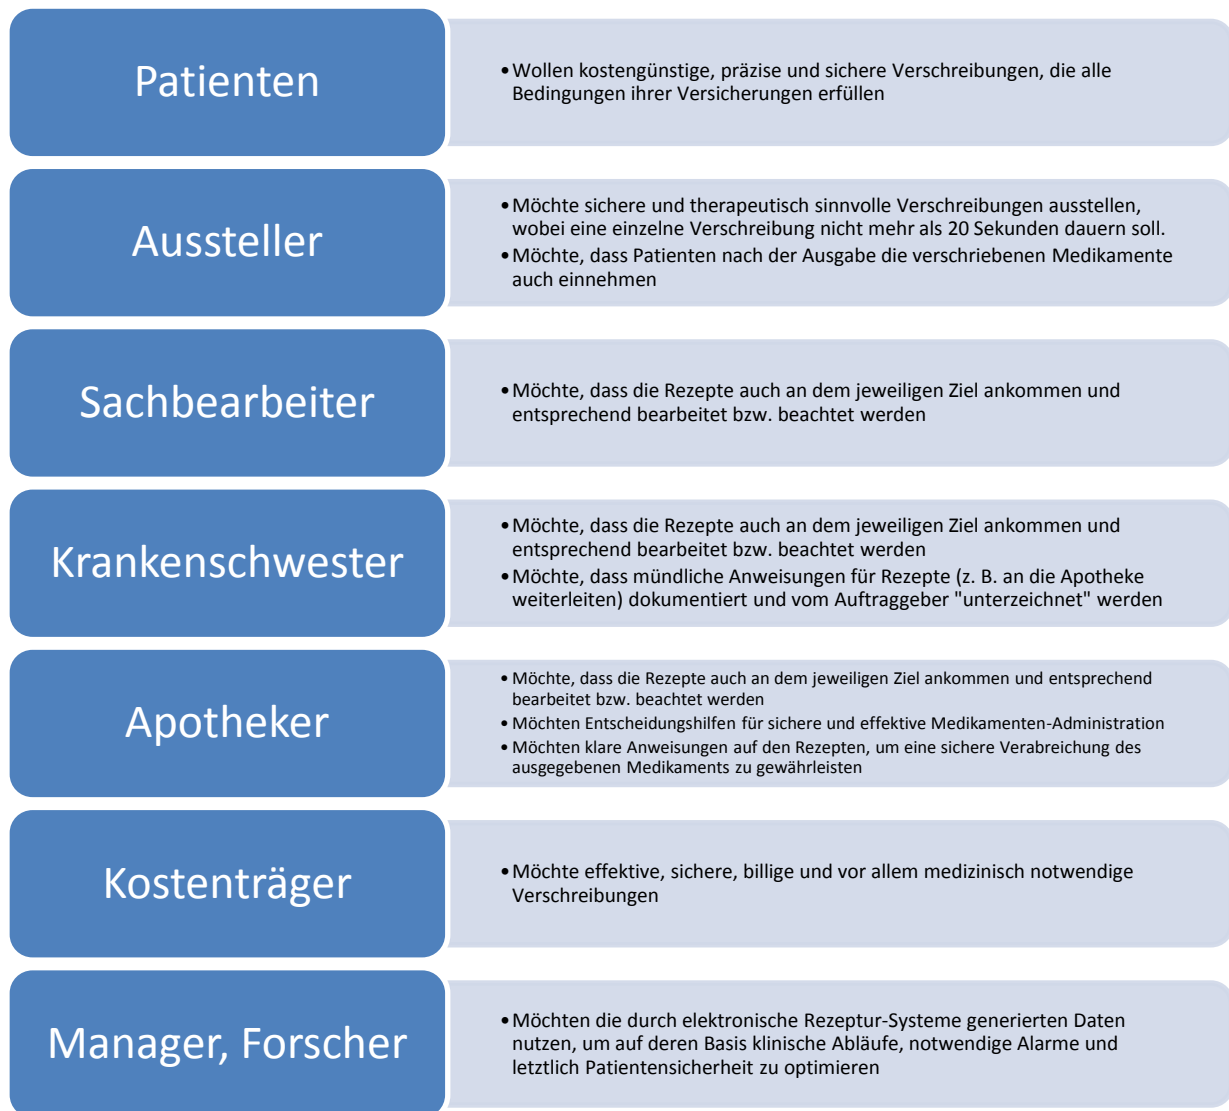 Patienten
•Wollen kostengünstige, präzise und sichere Verschreibungen, die alle
Bedingungen ihrer Versicherungen erfüllen
Aussteller
•Möchte sichere und therapeutisch sinnvolle Verschreibungen ausstellen,
wobei eine einzelne Verschreibung nicht mehr als 20 Sekunden dauern soll.
•Möchte, dass Patienten nach der Ausgabe die verschriebenen Medikamente
auch einnehmen
Sachbearbeiter
•Möchte, dass die Rezepte auch an dem jeweiligen Ziel ankommen und
entsprechend bearbeitet bzw. beachtet werden
Krankenschwester
•Möchte, dass die Rezepte auch an dem jeweiligen Ziel ankommen und
entsprechend bearbeitet bzw. beachtet werden
•Möchte, dass mündliche Anweisungen für Rezepte (z. B. an die Apotheke
weiterleiten) dokumentiert und vom Auftraggeber "unterzeichnet" werden
Apotheker
•Möchte, dass die Rezepte auch an dem jeweiligen Ziel ankommen und entsprechend
bearbeitet bzw. beachtet werden
•Möchten Entscheidungshilfen für sichere und effektive Medikamenten-Administration
•Möchten klare Anweisungen auf den Rezepten, um eine sichere Verabreichung des
ausgegebenen Medikaments zu gewährleisten
Kostenträger
•Möchte effektive, sichere, billige und vor allem medizinisch notwendige
Verschreibungen
Manager, Forscher
•Möchten die durch elektronische Rezeptur-Systeme generierten Daten
nutzen, um auf deren Basis klinische Abläufe, notwendige Alarme und
letztlich Patientensicherheit zu optimieren